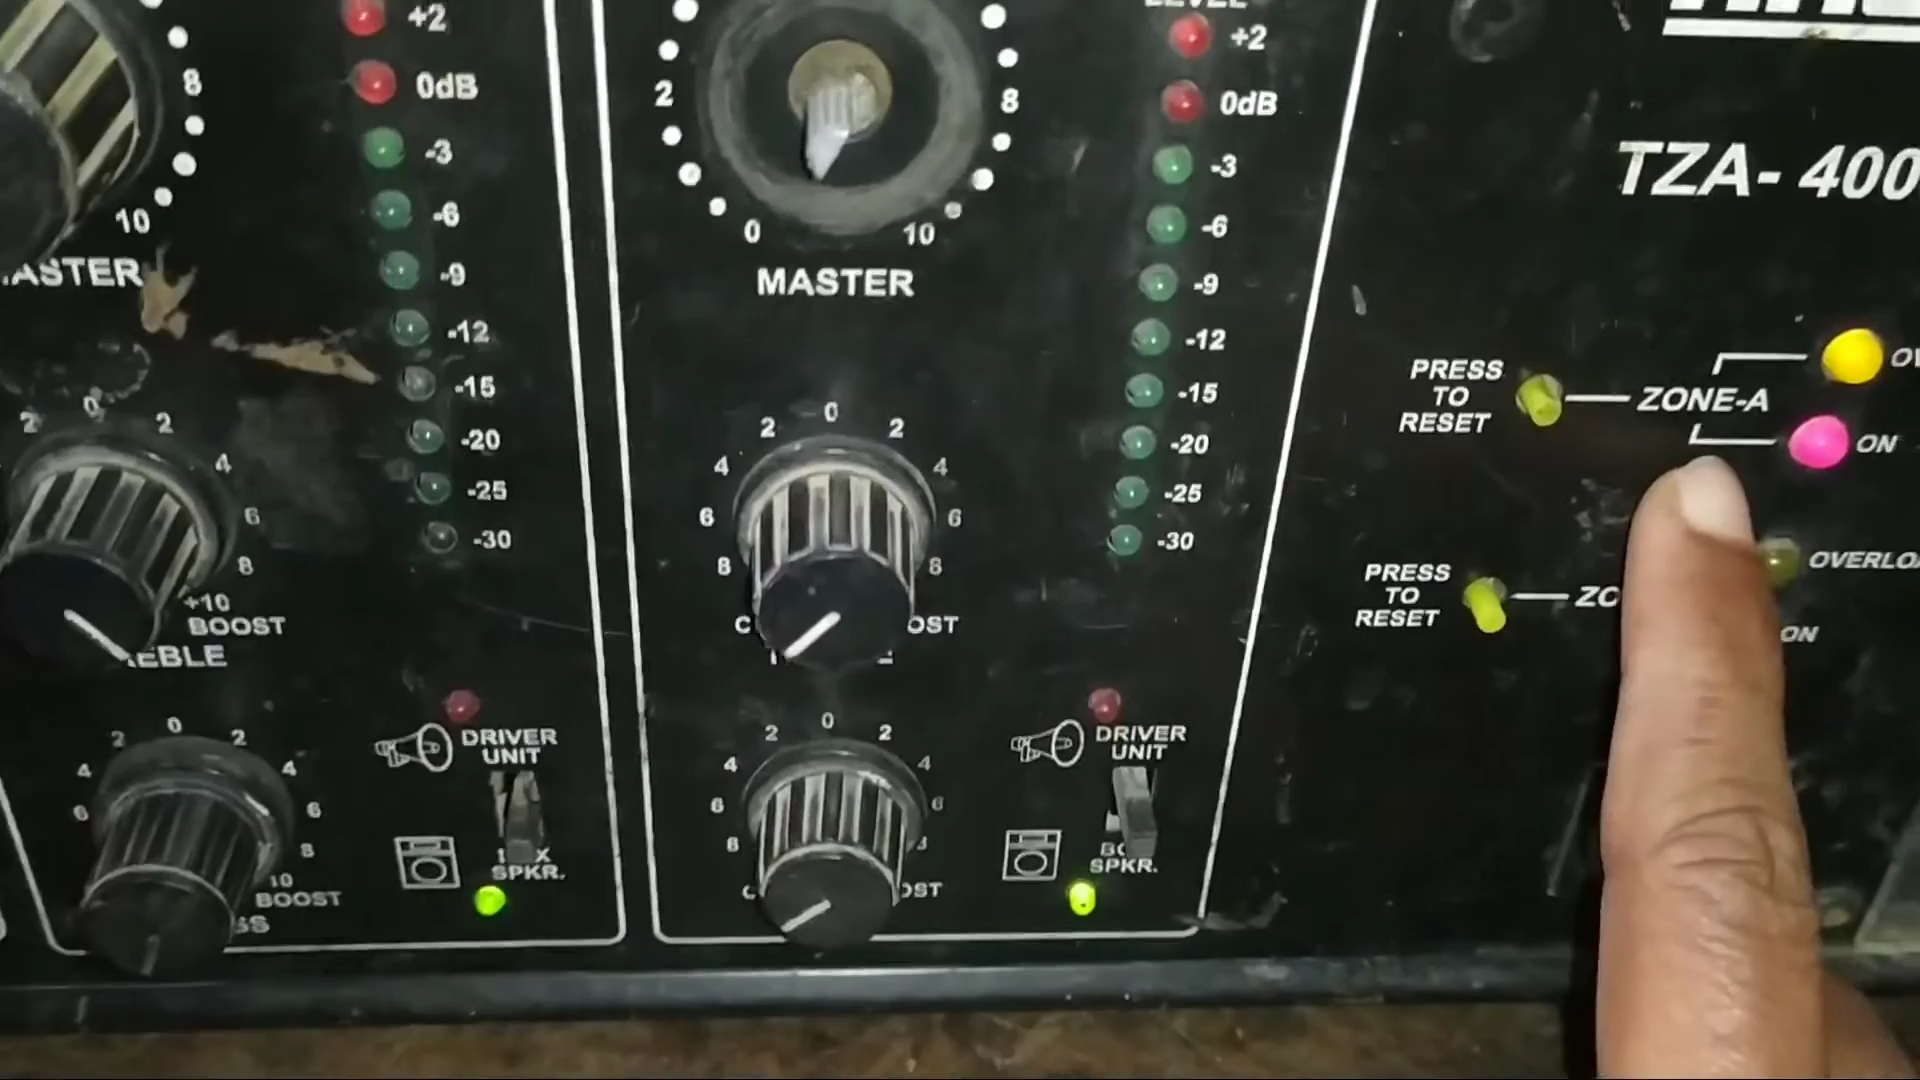 +2
0dB
-3
-6
-9
-12
-15
-20
-25
-30
8
10
2 0 2
4
6
8
+10
BOOST
2 0 2
4 4
6 6
8 8
10
BOOST
DRIVER
UNIT
SPKR.
2 8
0 10
MASTER
2 0 2
4 4
6 6
8 8
2 0 2
4 4
6 6
8
+2
0dB
-3
-6
-9
-12
-15
-20
-25
-30
DRIVER
UNIT
SPKR.
TZA-400
PRESS
TO
RESET
ZONE-A
ON
PRESS
TO
RESET
ON